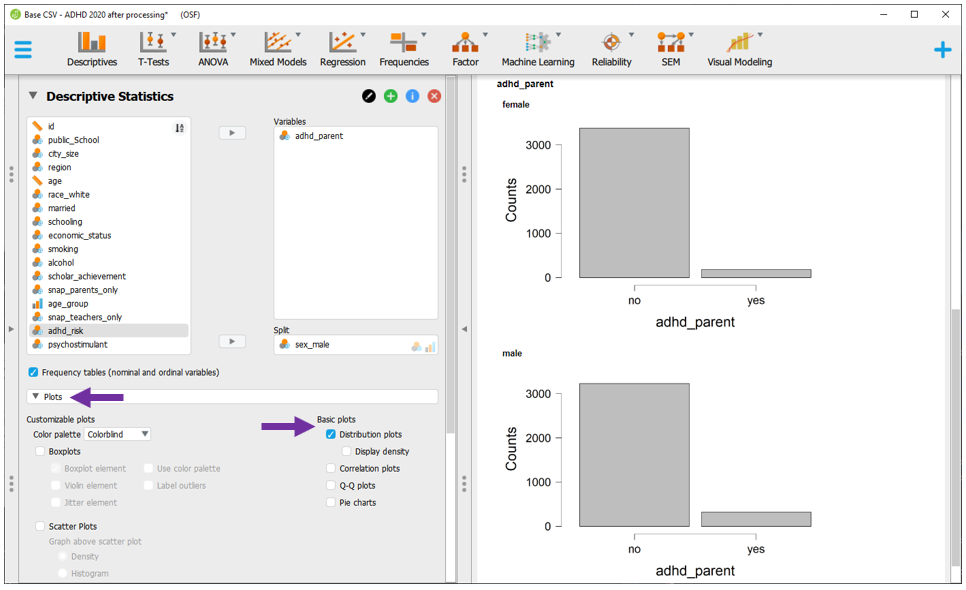 Base CSV - ADHD 2020 after processing* (OSF)
Descriptives T-Tests ANOVA Mixed Models Regression Frequencies Factor Machine Learning Reliability SEM Visual Modeling
Descriptive Statistics
id
public_School
city_size
region
age
race_white
married
schooling
economic_status
smoking
alcohol
scholar_achievement
snap_parents_only
age_group
snap_teachers_only
adhd_risk
psychostimulant
Variables
adhd_parent
Split
sex_male
Frequency tables (nominal and ordinal variables)
Plots
Customizable plots
Color palette Colorblind
Boxplots
Boxplot element Use color palette
Violin element Label outliers
Jitter element
Scatter Plots
Graph above scatter plot
Density
Histogram
Basic plots
Distribution plots
Display density
Correlation plots
Q-Q plots
Pie charts
adhd_parent
female
Counts
3000
2000
1000
0
no yes
adhd_parent
male
Counts
3000
2000
1000
0
no yes
adhd_parent